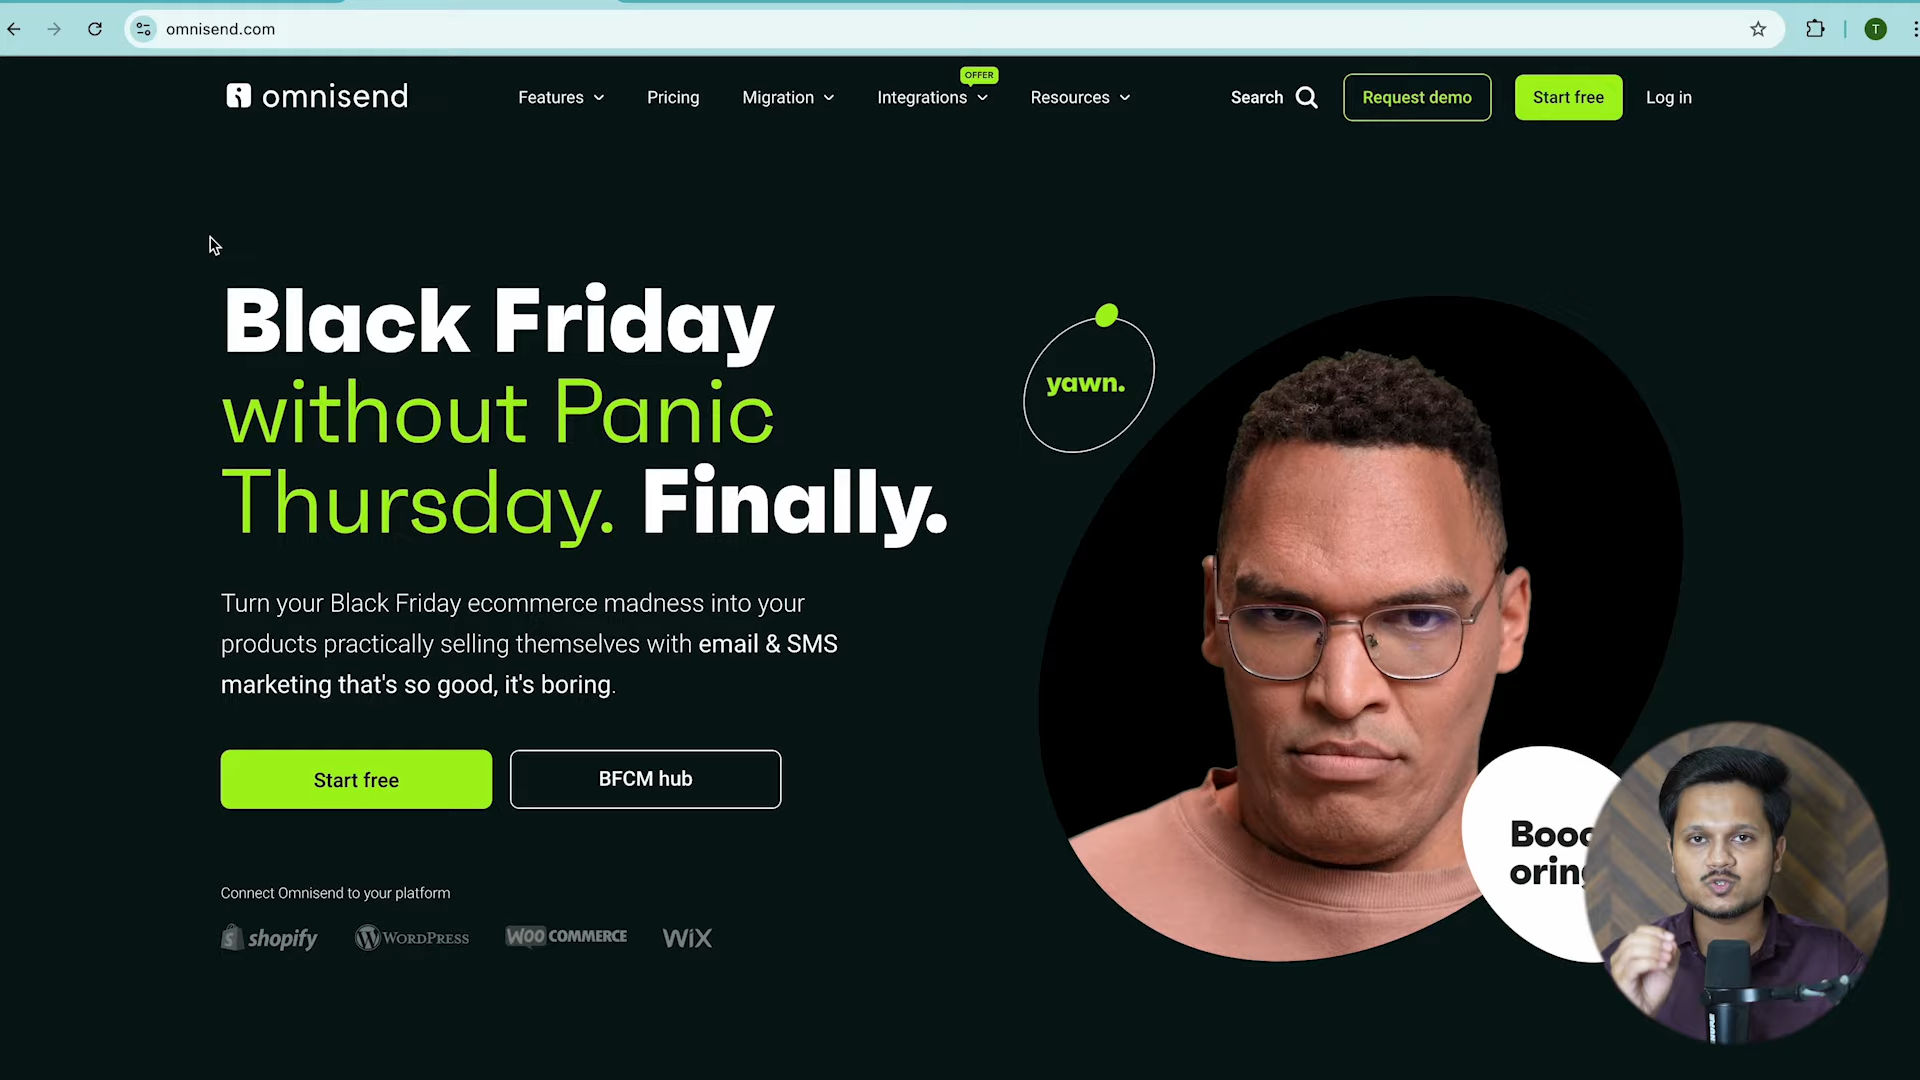 omnisend.com
T
omnisend
Features
Pricing
Migration
OFFER
Integrations
Resources
Search
Request demo
Start free
Log in
Black Friday
without Panic
Thursday. Finally.
yawn.
Turn your Black Friday ecommerce madness into your
products practically selling themselves with email & SMS
marketing that's so good, it's boring.
Start free
BFCM hub
Connect Omnisend to your platform
shopify
WORDPRESS
WOO COMMERCE
WiX